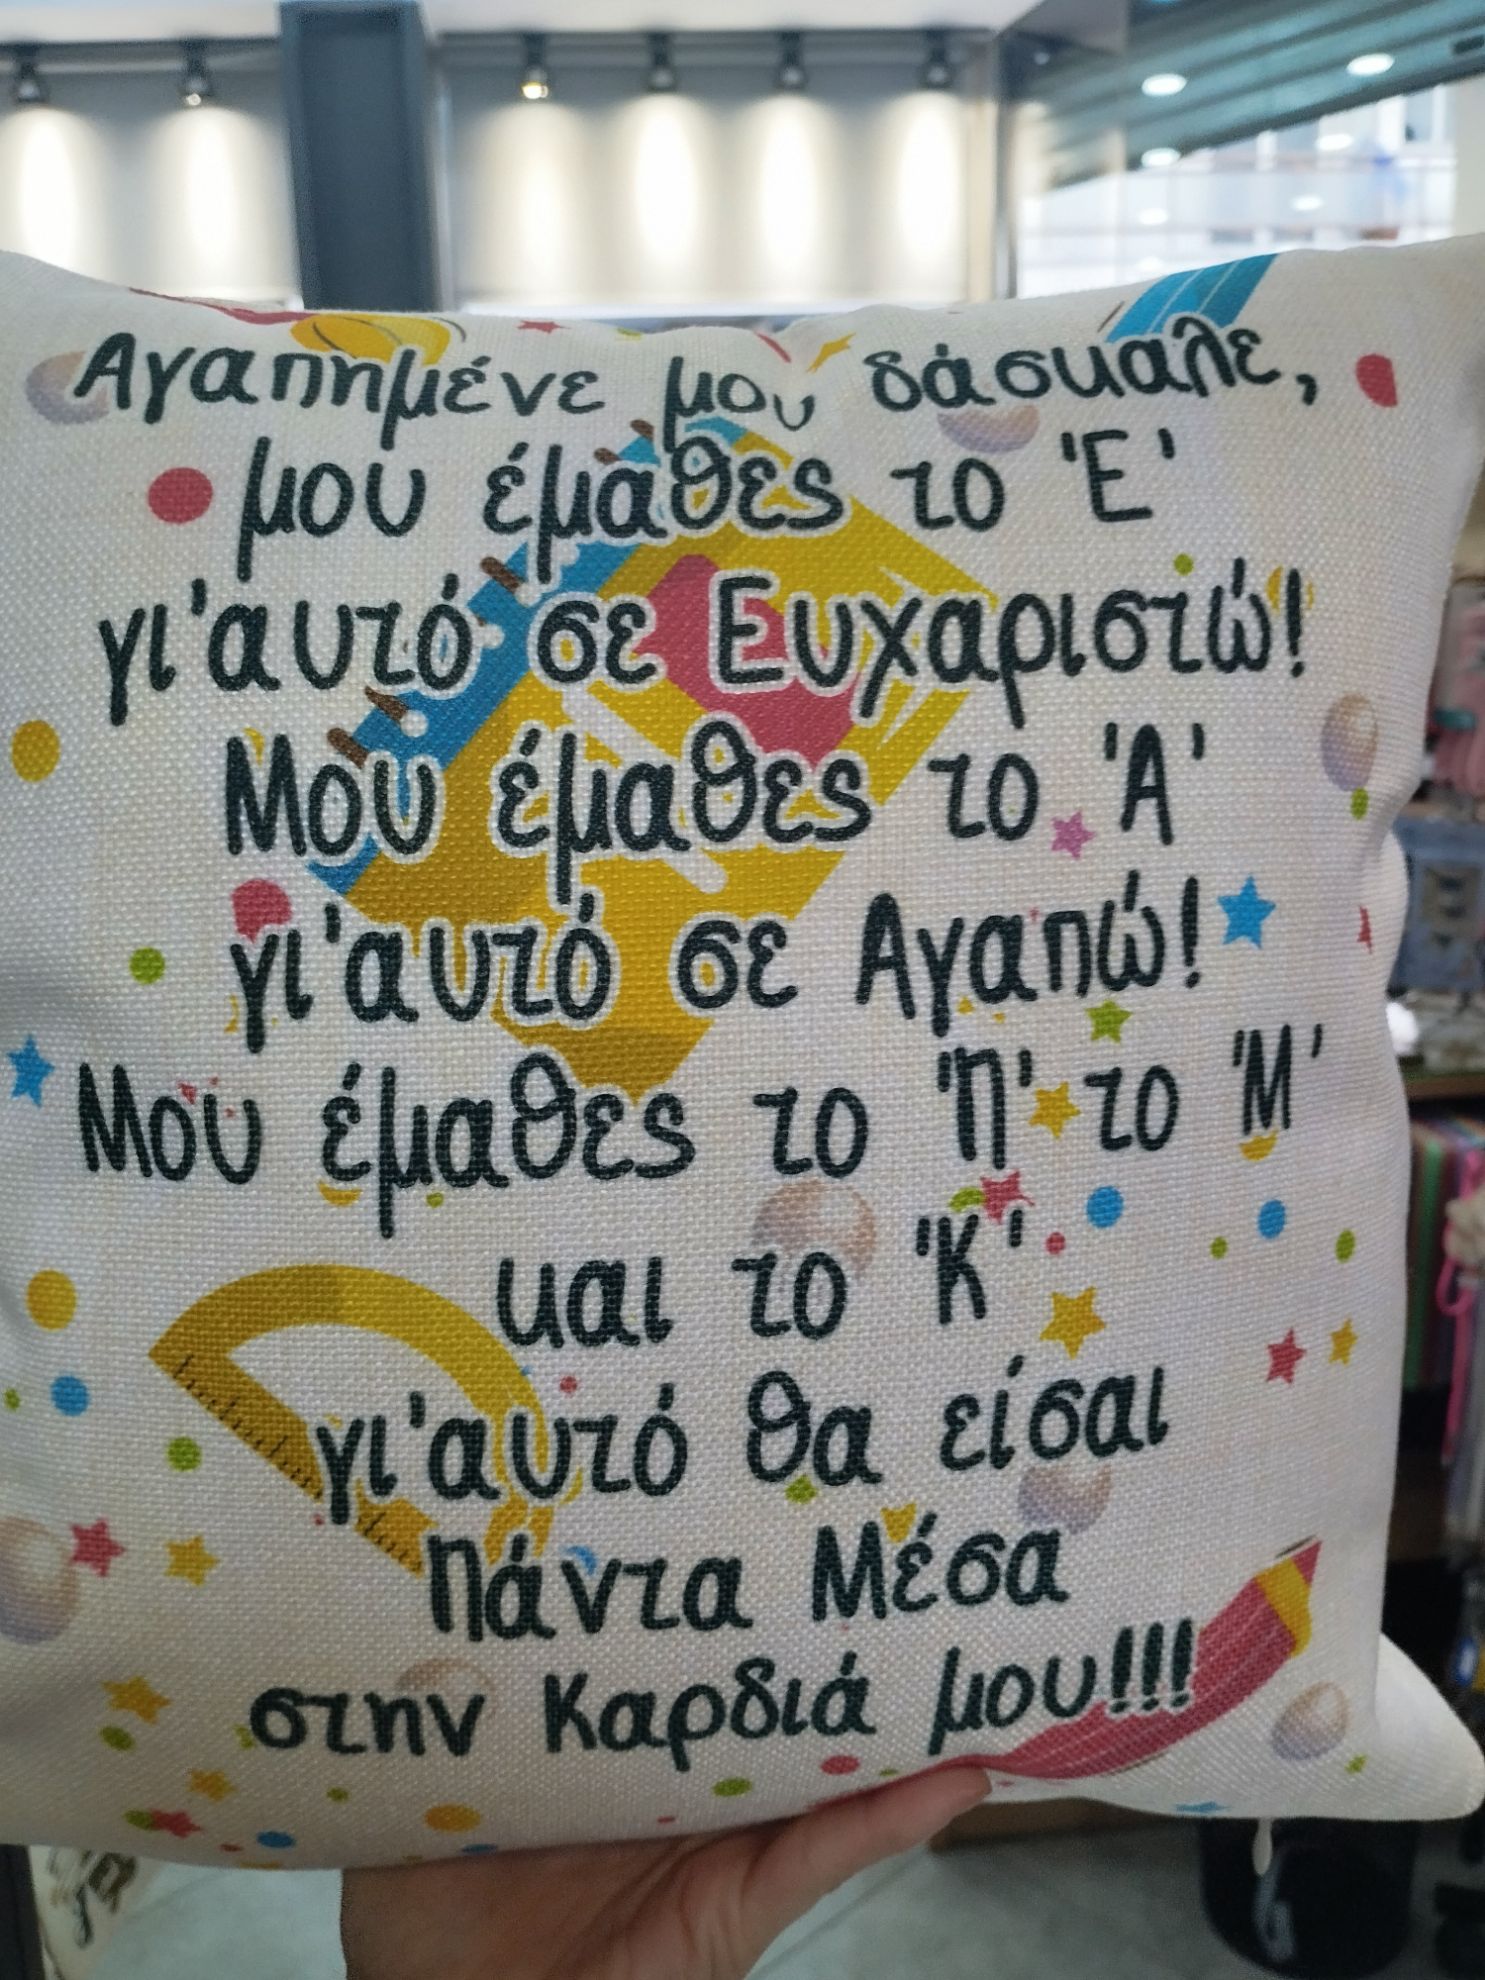 Αγαπημένε μου δάσκαλε,
μου έμαθες το 'Ε'
γι'αυτό σε Ευχαριστώ!
Μου έμαθες το 'Α'
γι'αυτό σε Αγαπώ!
Μου έμαθες το 'Π' το 'Μ'
και το 'Κ'
γι'αυτό θα είσαι
Πάντα Μέσα
στην Καρδιά μου!!!